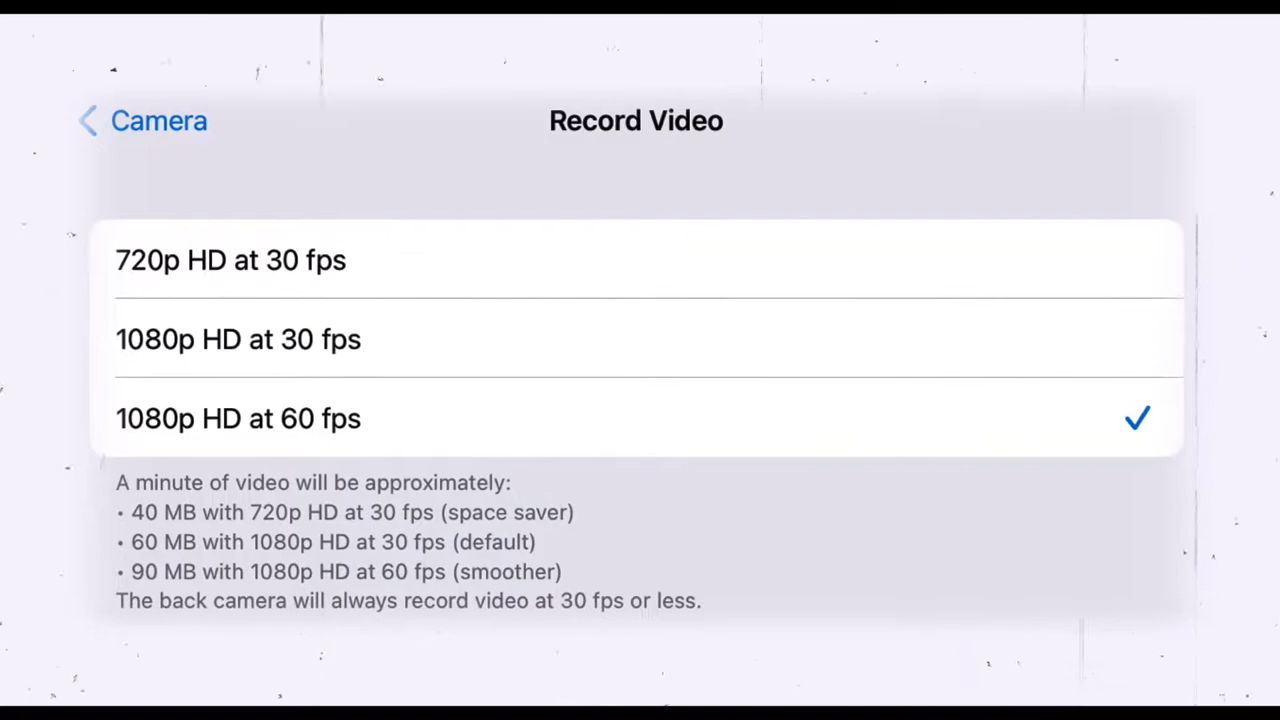 Camera
Record Video
720p HD at 30 fps
1080p HD at 30 fps
1080p HD at 60 fps
A minute of video will be approximately:
• 40 MB with 720p HD at 30 fps (space saver)
• 60 MB with 1080p HD at 30 fps (default)
• 90 MB with 1080p HD at 60 fps (smoother)
The back camera will always record video at 30 fps or less.